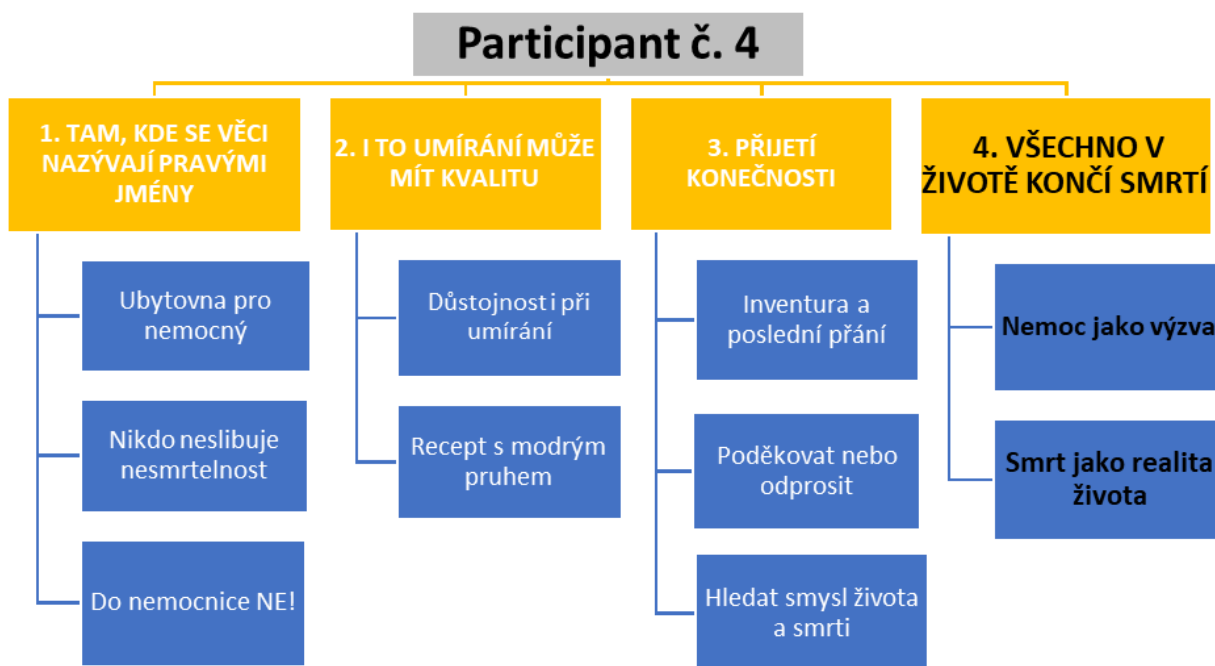 Participant č. 4
1. TAM, KDE SE VĚCI
NAZÝVAJÍ PRAVÝMI
JMÉNY
Ubytovna pro
nemocný
Nikdo neslibuje
nesmrtelnost
Do nemocnice NE!
2. I TO UMÍRÁNÍ MŮŽE
MÍT KVALITU
Důstojnost i při
umírání
Recept s modrým
pruhem
3. PŘIJETÍ
KONEČNOSTI
Inventura a
poslední přání
Poděkovat nebo
odprosit
Hledat smysl života
a smrti
4. VŠECHNO V
ŽIVOTĚ KONČÍ SMRTÍ
Nemoc jako výzva
Smrt jako realita
života